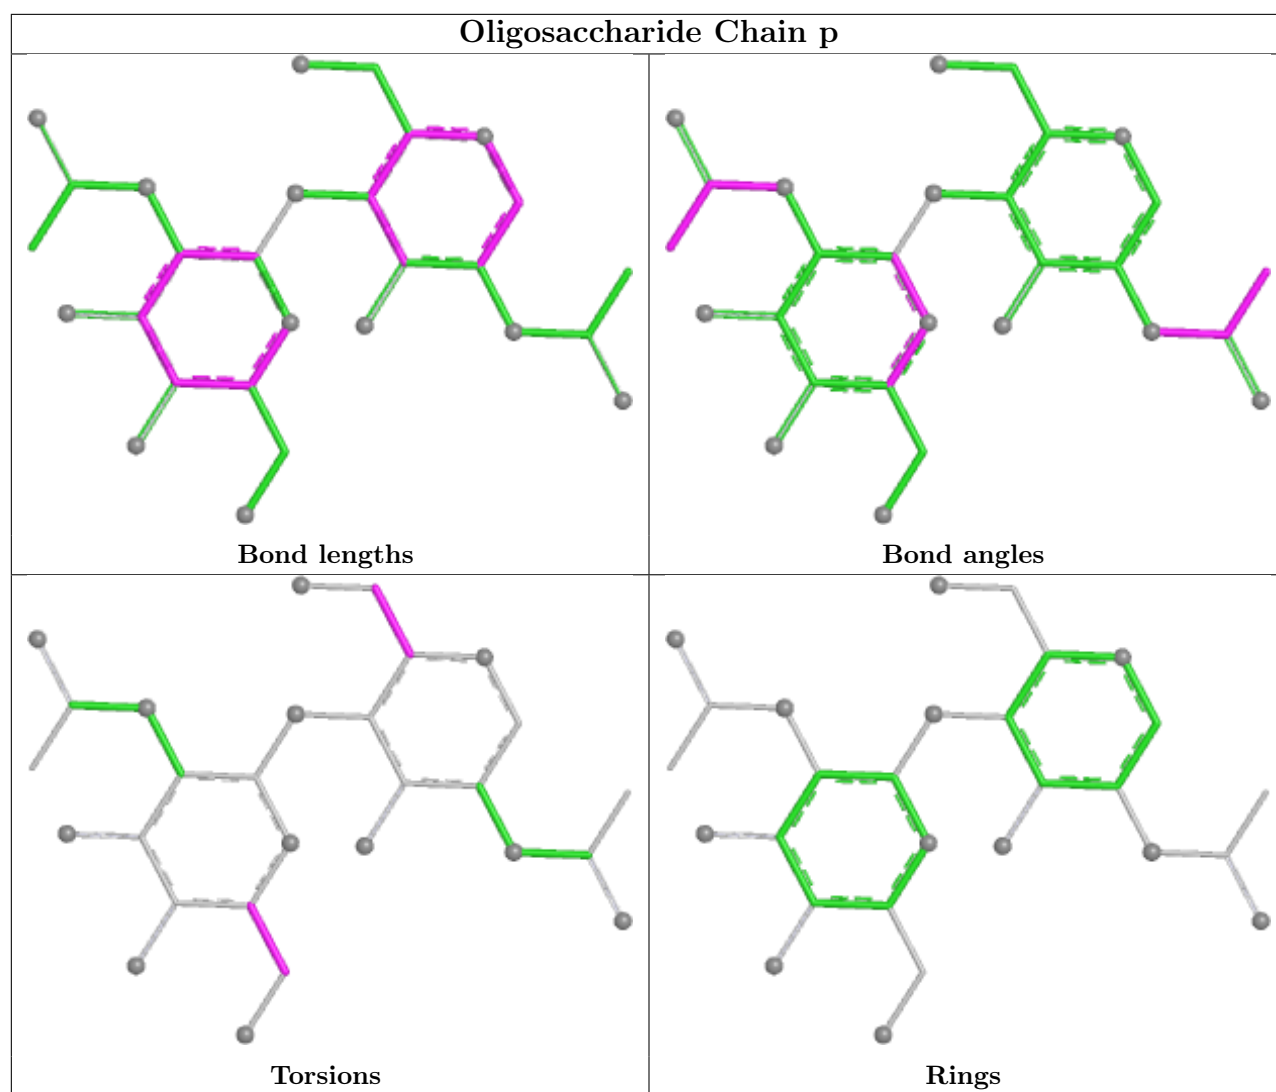 Oligosaccharide Chain p
Bond lengths
Bond angles
Torsions
Rings